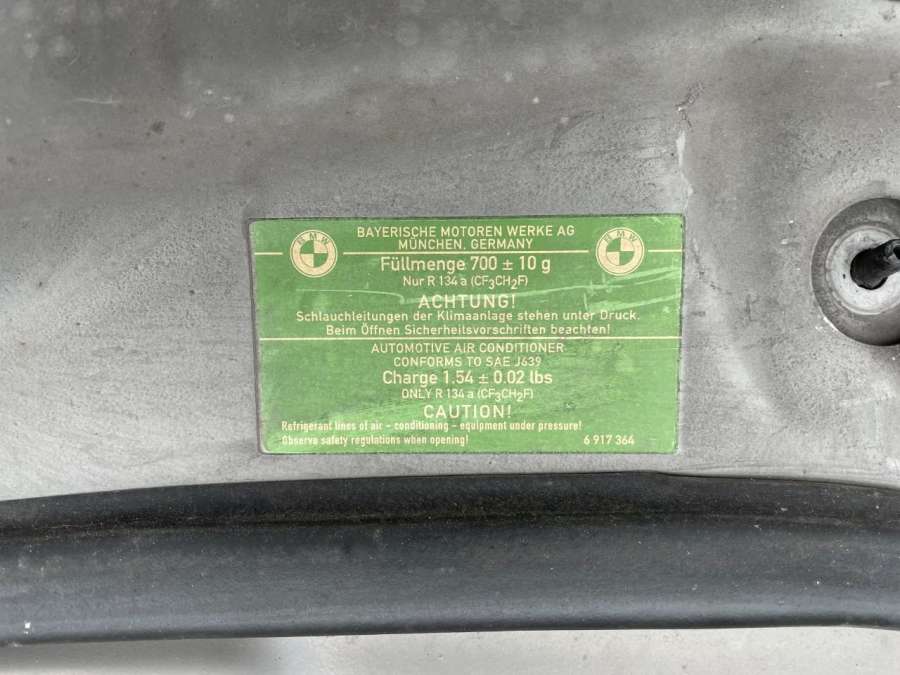 BAYERISCHE MOTOREN WERKE AG
MÜNCHEN, GERMANY
BMW
BMW
Füllmenge 700 ± 10 g
Nur R 134 a (CF₃CH₂F)
ACHTUNG!
Schlauchleitungen der Klimaanlage stehen unter Druck.
Beim Öffnen Sicherheitsvorschriften beachten!
AUTOMOTIVE AIR CONDITIONER
CONFORMS TO SAE J639
Charge 1.54 ± 0.02 lbs
ONLY R 134 a (CF₃CH₂F)
CAUTION!
Refrigerant lines of air – conditioning – equipment under pressure!
Observe safety regulations when opening!
6 917 364